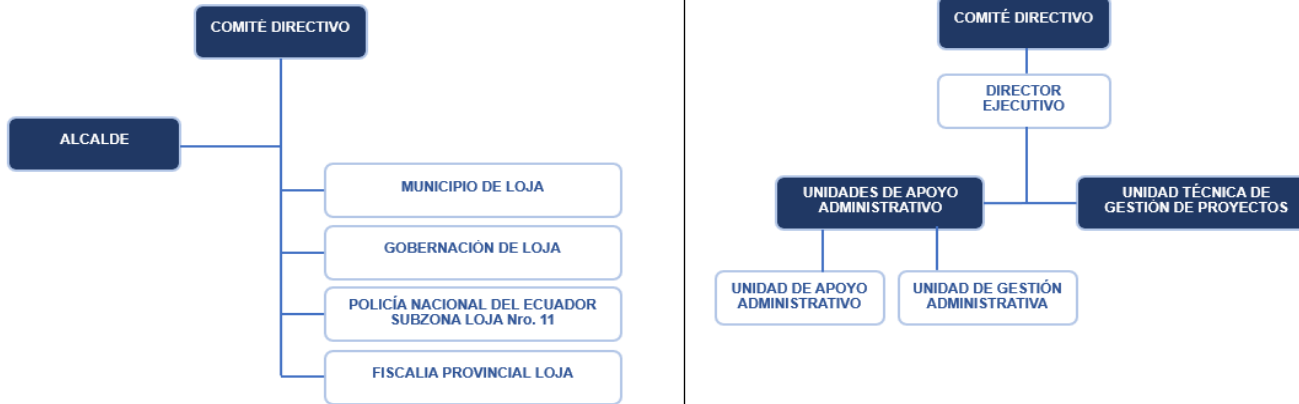 COMITÉ DIRECTIVO
ALCALDE
MUNICIPIO DE LOJA
GOBERNACIÓN DE LOJA
POLICÍA NACIONAL DEL ECUADOR
SUBZONA LOJA Nro. 11
FISCALIA PROVINCIAL LOJA
COMITÉ DIRECTIVO
DIRECTOR
EJECUTIVO
UNIDADES DE APOYO
ADMINISTRATIVO
UNIDAD TÉCNICA DE
GESTIÓN DE PROYECTOS
UNIDAD DE APOYO
ADMINISTRATIVO
UNIDAD DE GESTIÓN
ADMINISTRATIVA